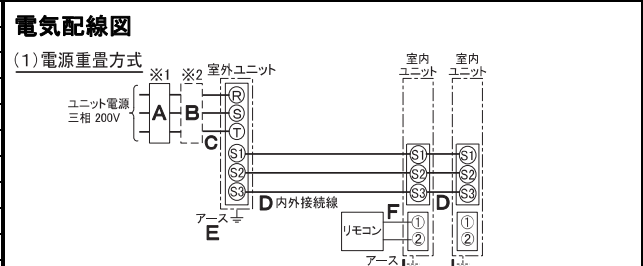 電気配線図
(1)電源重畳方式
※1 ※2 室外ユニット 室内ユニット 室内ユニット
ユニット電源
三相 200V
A B C
R
S
T
S1 S1 S1
S2 S2 S2
S3 S3 S3
D 内外接続線 D
アース
E
F
リモコン
① ①
② ②
アース